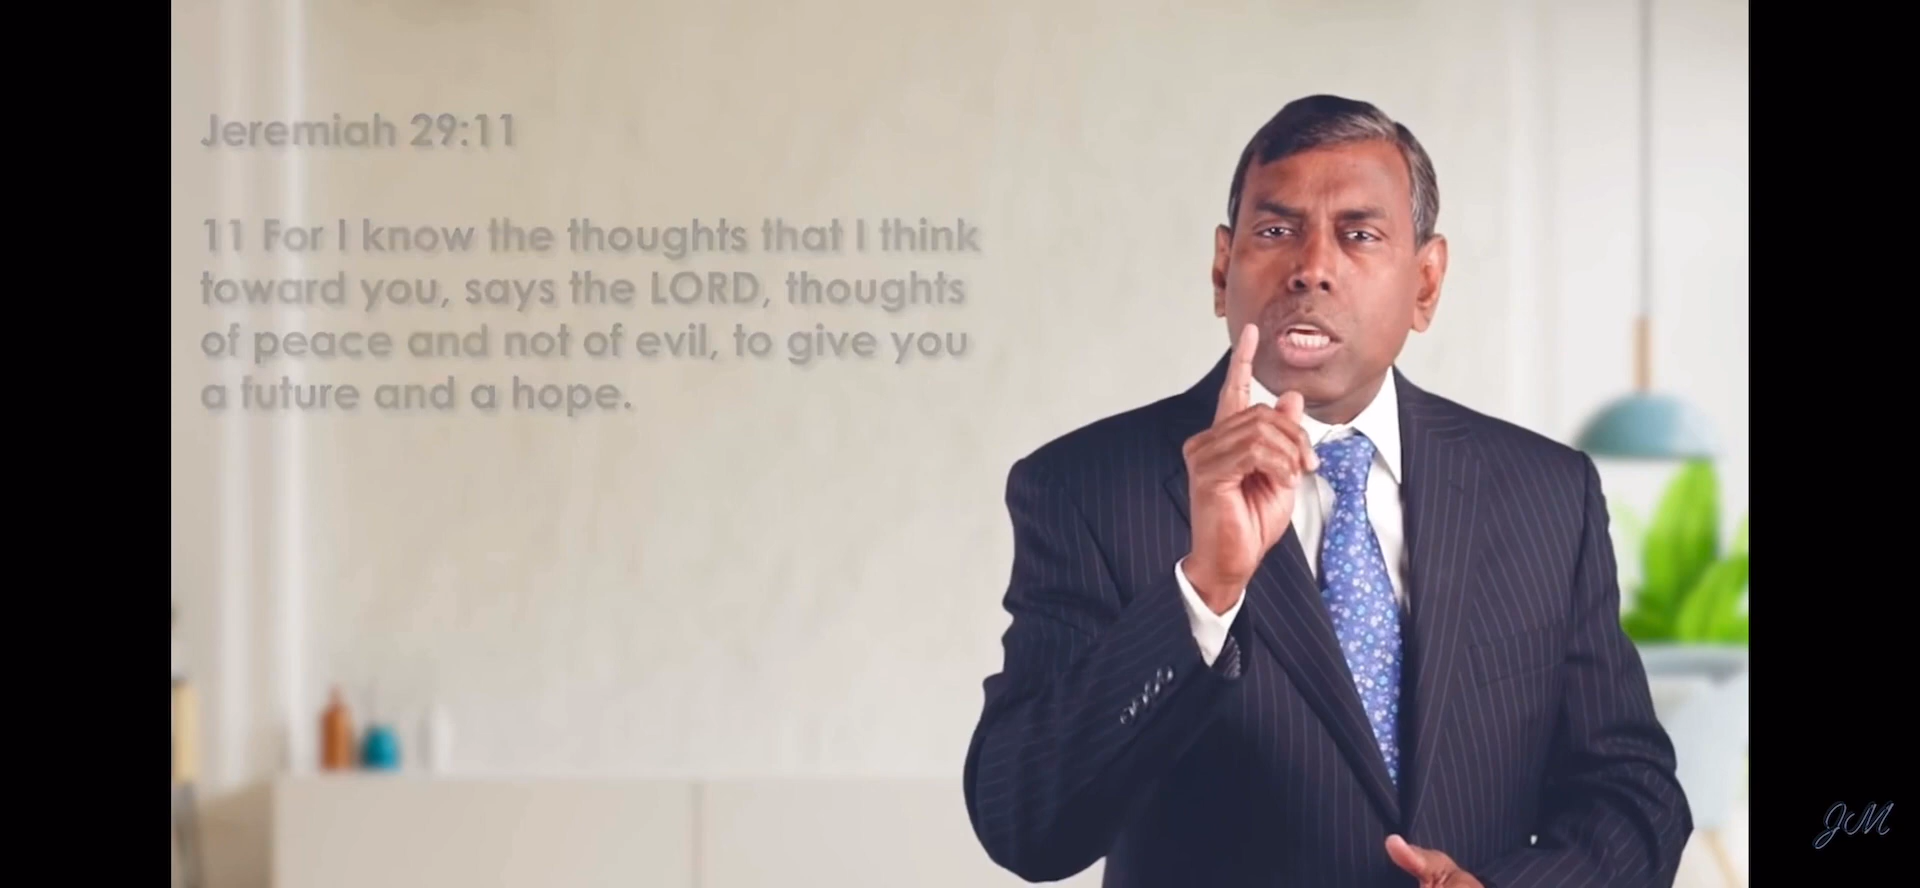 Jeremiah 29:11
11 For I know the thoughts that I think
toward you, says the LORD, thoughts
of peace and not of evil, to give you
a future and a hope.
JM